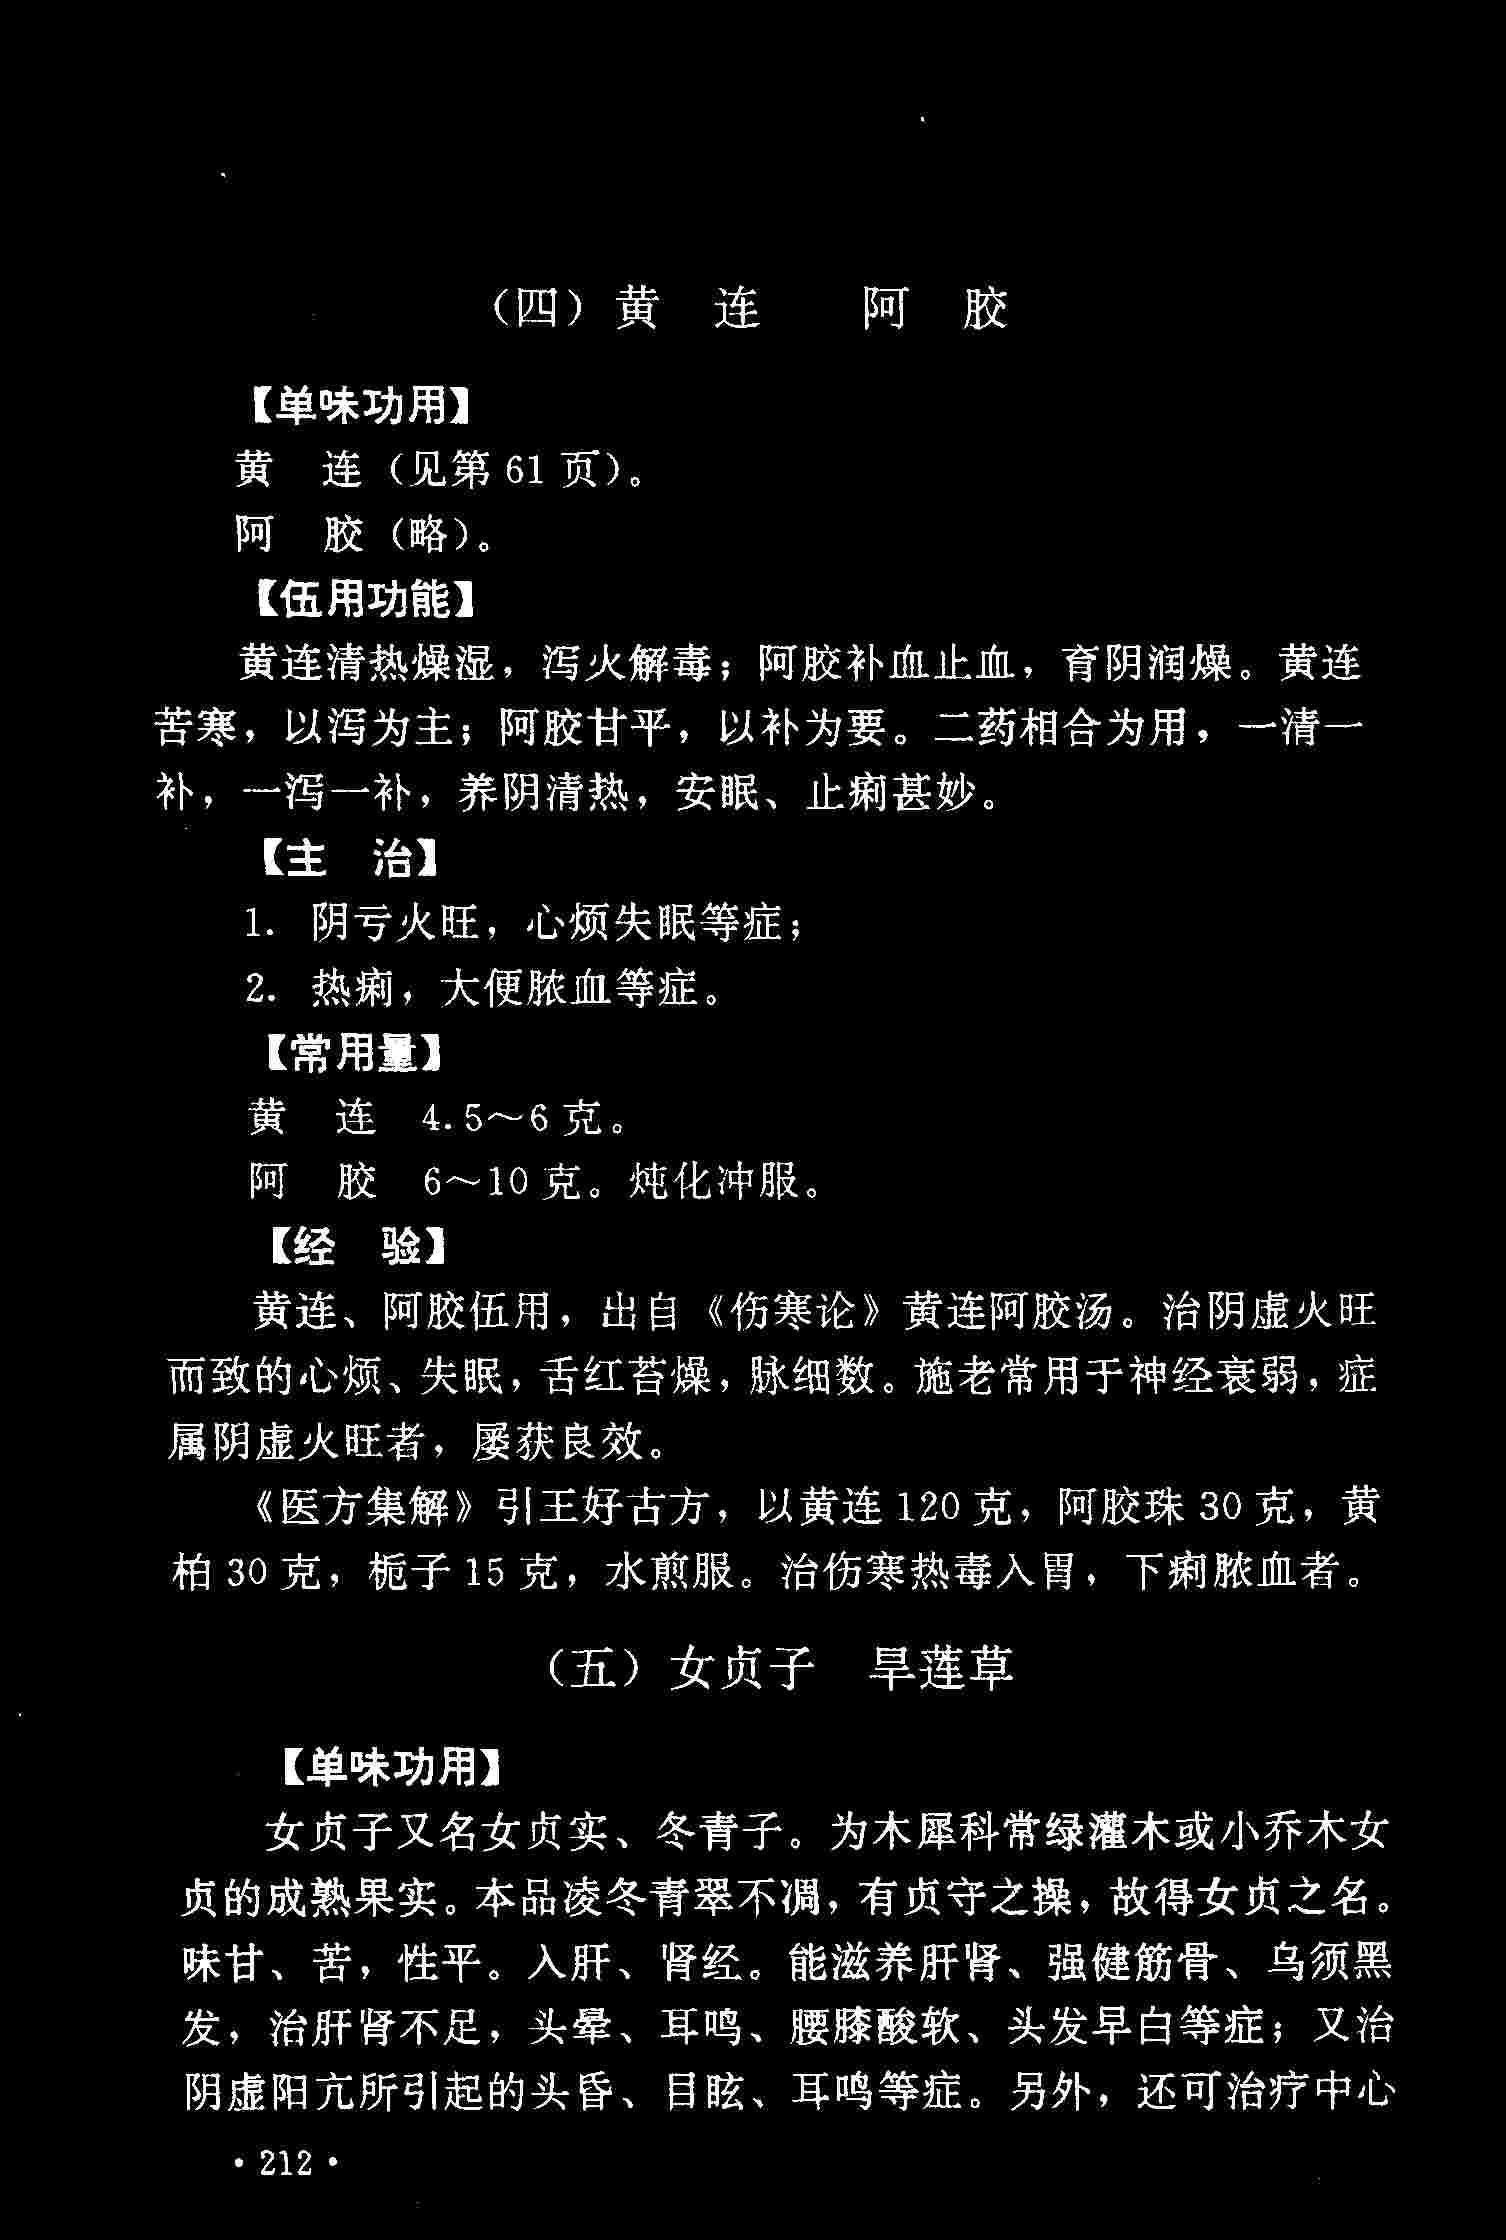 （四）黄　连　　阿　胶
【单味功用】
黄　连（见第 61 页）。
阿　胶（略）。
【伍用功能】
黄连清热燥湿，泻火解毒；阿胶补血止血，育阴润燥。黄连
苦寒，以泻为主；阿胶甘平，以补为要。二药相合为用，一清一
补，一泻一补，养阴清热，安眠、止痢甚妙。
【主　治】
1. 阴亏火旺，心烦失眠等症；
2. 热痢，大便脓血等症。
【常用量】
黄　连　4.5～6 克。
阿　胶　6～10 克。炖化冲服。
【经　验】
黄连、阿胶伍用，出自《伤寒论》黄连阿胶汤。治阴虚火旺
而致的心烦、失眠，舌红苔燥，脉细数。施老常用于神经衰弱，症
属阴虚火旺者，屡获良效。
《医方集解》引王好古方，以黄连 120 克，阿胶珠 30 克，黄
柏 30 克，栀子 15 克，水煎服。治伤寒热毒入胃，下痢脓血者。
（五）女贞子　旱莲草
【单味功用】
女贞子又名女贞实、冬青子。为木犀科常绿灌木或小乔木女
贞的成熟果实。本品凌冬青翠不凋，有贞守之操，故得女贞之名。
味甘、苦，性平。入肝、肾经。能滋养肝肾、强健筋骨、乌须黑
发，治肝肾不足，头晕、耳鸣、腰膝酸软、头发早白等症；又治
阴虚阳亢所引起的头昏、目眩、耳鸣等症。另外，还可治疗中心
·212·